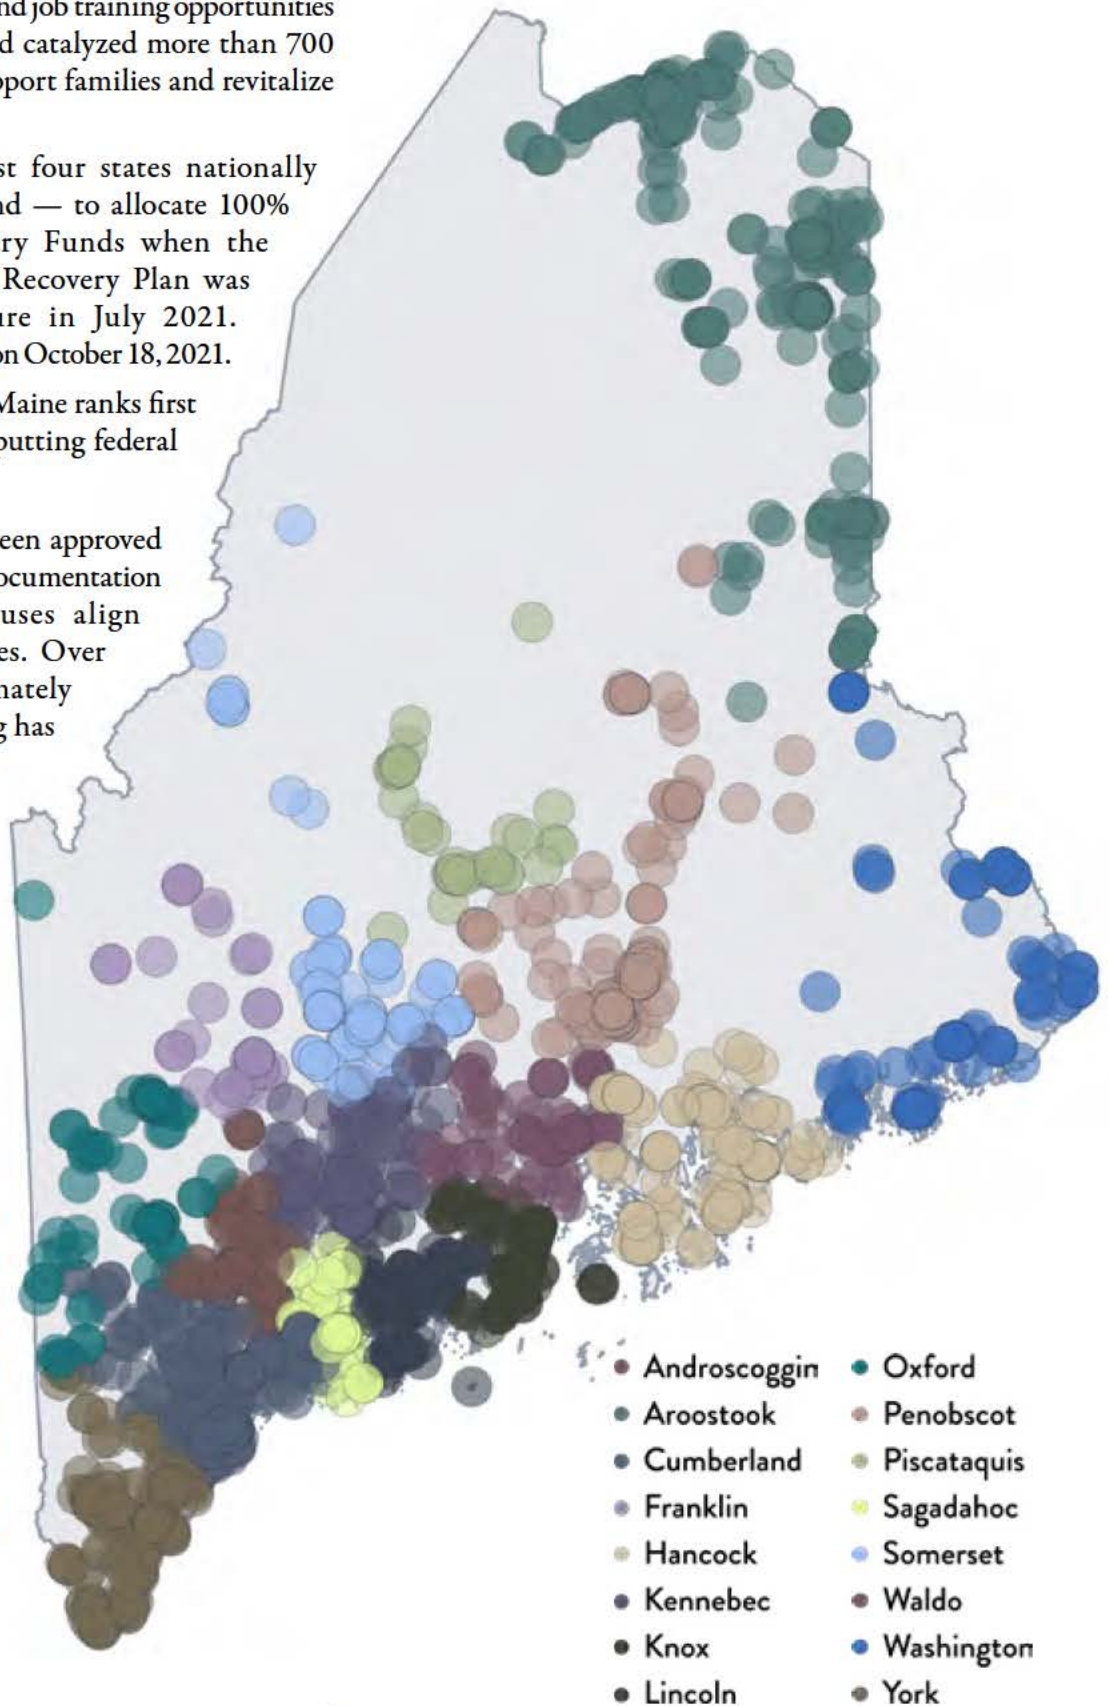 nd job training opportunities
d catalyzed more than 700
pport families and revitalize
st four states nationally
nd — to allocate 100%
ry Funds when the
Recovery Plan was
ure in July 2021.
on October 18, 2021.
Maine ranks first
putting federal
een approved
ocumentation
uses align
es. Over
nately
g has
Androscoggin
Aroostook
Cumberland
Franklin
Hancock
Kennebec
Knox
Lincoln
Oxford
Penobscot
Piscataquis
Sagadahoc
Somerset
Waldo
Washington
York